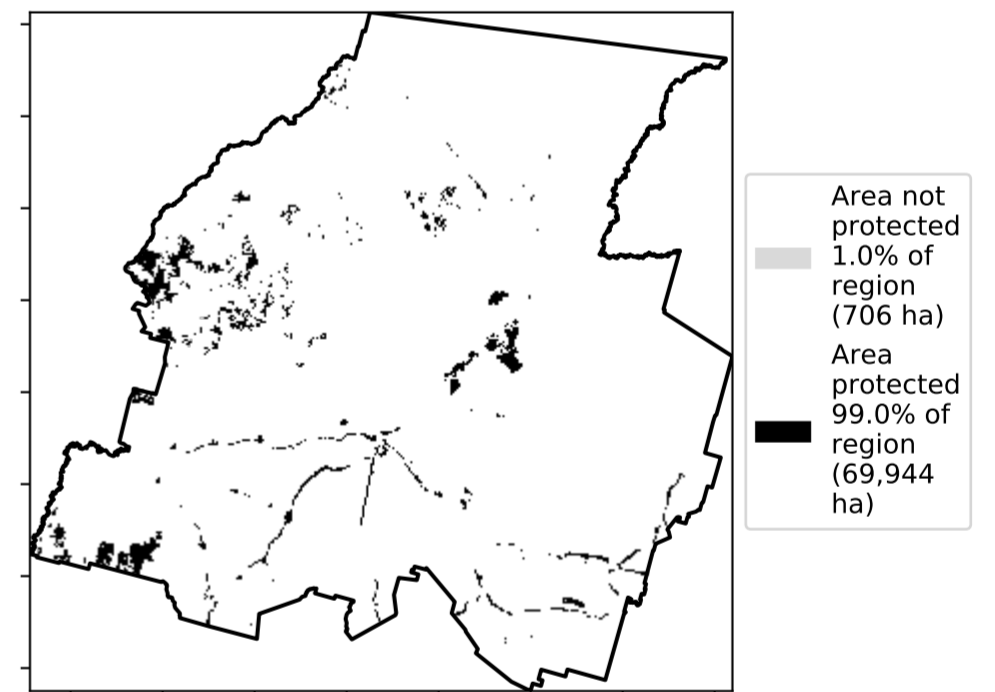 Area not
protected
1.0% of
region
(706 ha)
Area
protected
99.0% of
region
(69,944
ha)